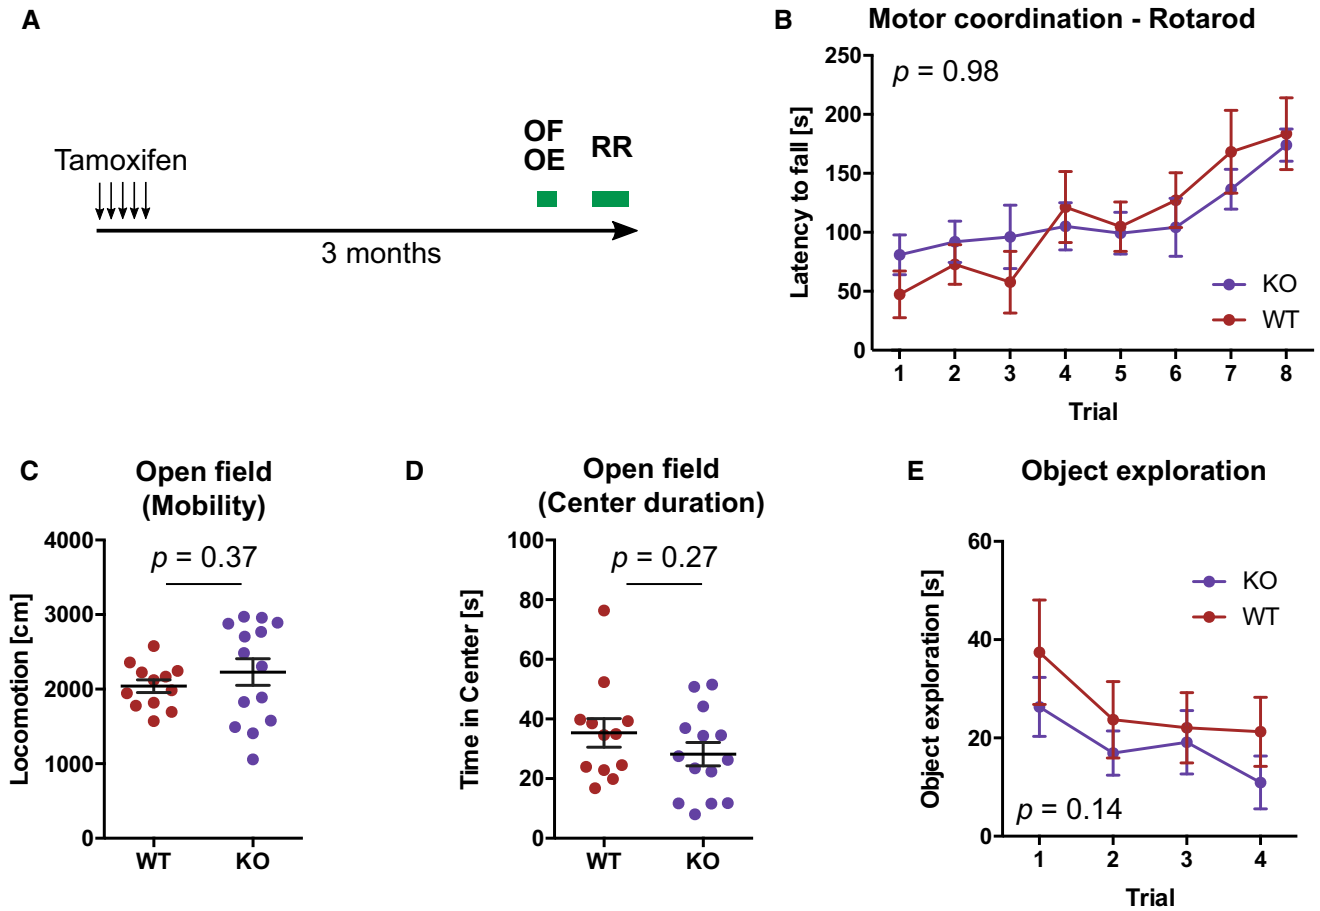 A
Tamoxifen
OF
OE
RR
3 months
B
Motor coordination - Rotarod
p = 0.98
Latency to fall [s]
250
200
150
100
50
0
KO
WT
1 2 3 4 5 6 7 8
Trial
C
Open field
(Mobility)
p = 0.37
Locomotion [cm]
4000
3000
2000
1000
0
WT KO
D
Open field
(Center duration)
p = 0.27
Time in Center [s]
100
80
60
40
20
0
WT KO
E
Object exploration
Object exploration [s]
60
40
20
0
KO
WT
p = 0.14
1 2 3 4
Trial